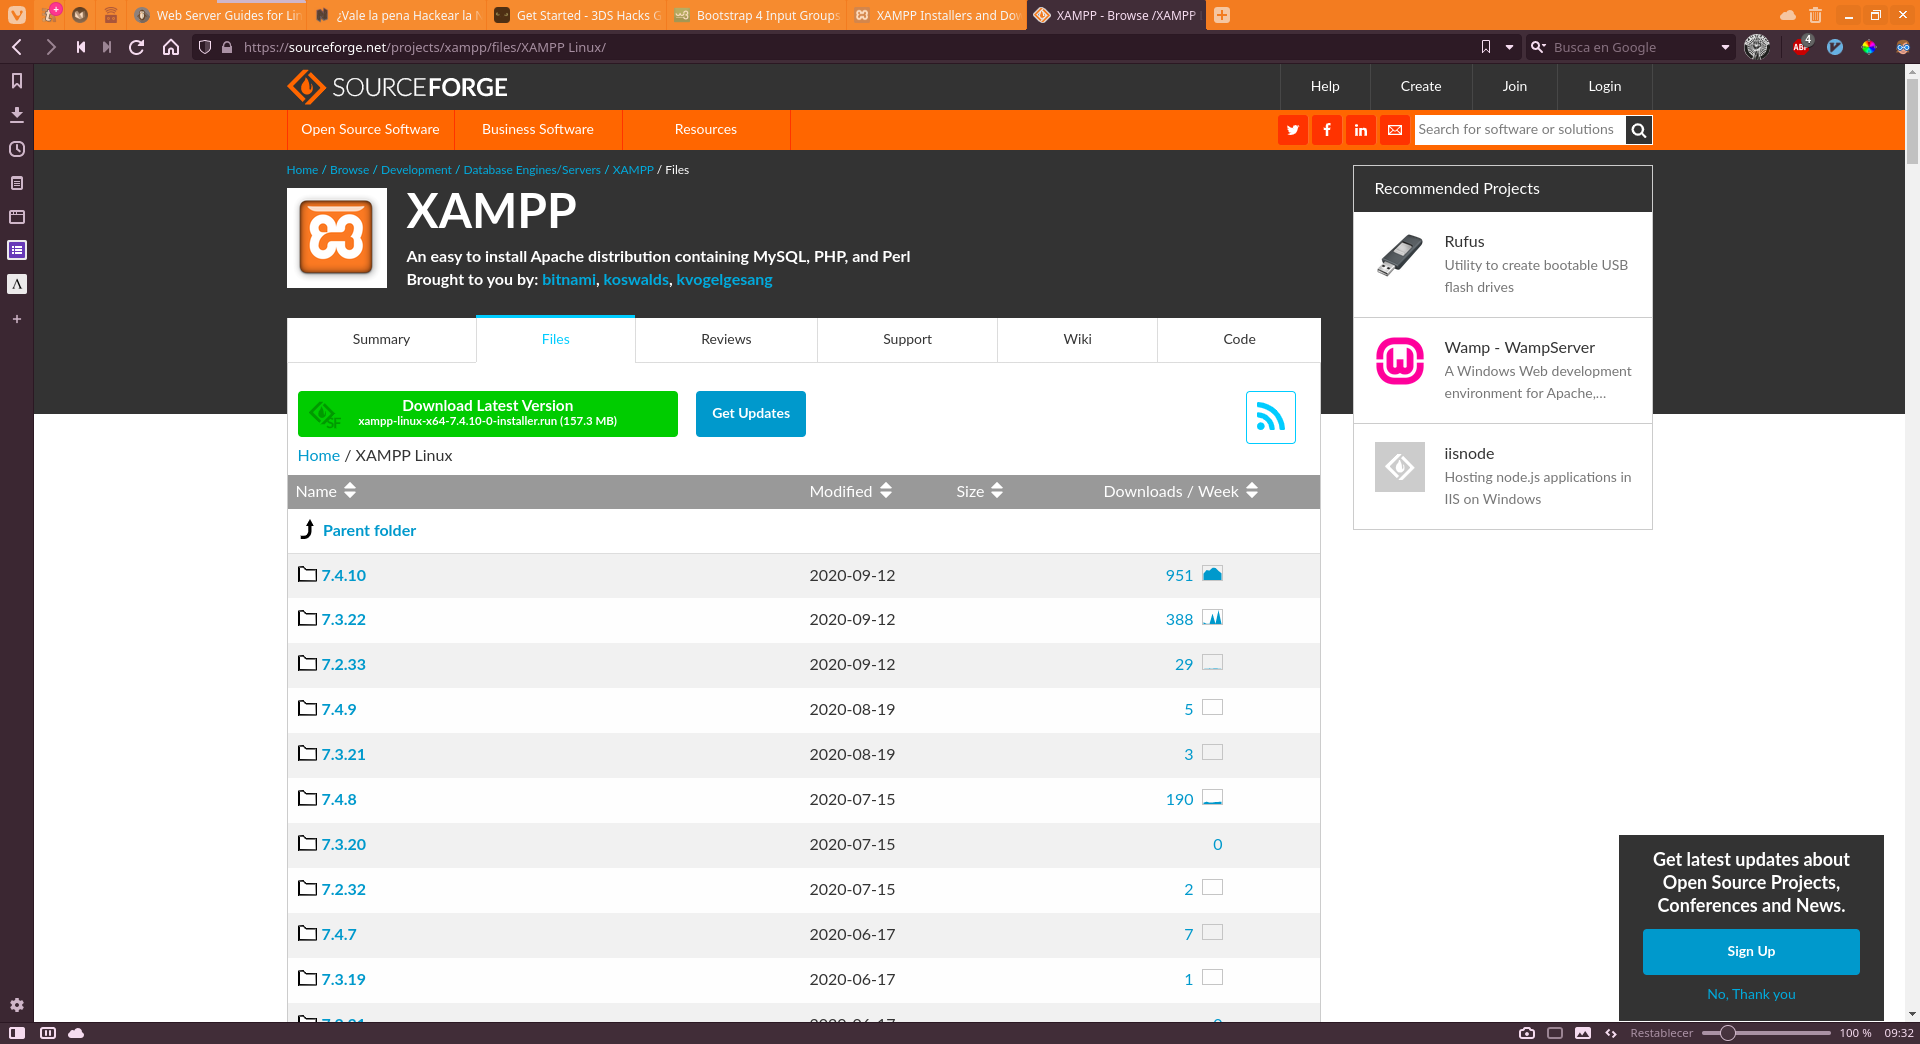 Web Server Guides for Lin
¿Vale la pena Hackear la N
Get Started - 3DS Hacks G
Bootstrap 4 Input Groups
XAMPP Installers and Dow
XAMPP - Browse /XAMPP
https://sourceforge.net/projects/xampp/files/XAMPP Linux/
Busca en Google
4
SOURCEFORGE
Help
Create
Join
Login
Open Source Software
Business Software
Resources
Search for software or solutions
Home / Browse / Development / Database Engines/Servers / XAMPP / Files
XAMPP
An easy to install Apache distribution containing MySQL, PHP, and Perl
Brought to you by: bitnami, koswalds, kvogelgesang
Summary
Files
Reviews
Support
Wiki
Code
Download Latest Version
xampp-linux-x64-7.4.10-0-installer.run (157.3 MB)
Get Updates
Home / XAMPP Linux
Name Modified Size Downloads / Week
Parent folder
7.4.10 2020-09-12 951
7.3.22 2020-09-12 388
7.2.33 2020-09-12 29
7.4.9 2020-08-19 5
7.3.21 2020-08-19 3
7.4.8 2020-07-15 190
7.3.20 2020-07-15 0
7.2.32 2020-07-15 2
7.4.7 2020-06-17 7
7.3.19 2020-06-17 1
Recommended Projects
Rufus
Utility to create bootable USB
flash drives
Wamp - WampServer
A Windows Web development
environment for Apache,...
iisnode
Hosting node.js applications in
IIS on Windows
Get latest updates about
Open Source Projects,
Conferences and News.
Sign Up
No, Thank you
Restablecer
100 %
09:32